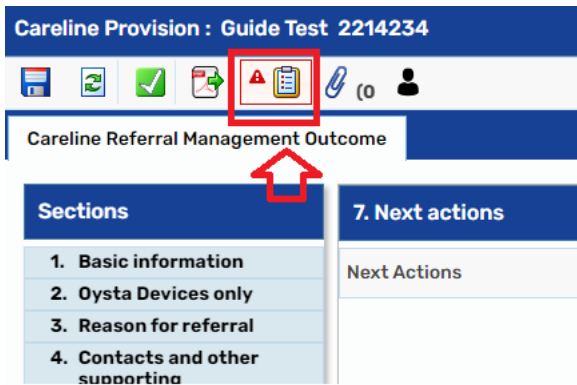 Careline Provision : Guide Test 2214234
(0
Careline Referral Management Outcome
Sections
1. Basic information
2. Oysta Devices only
3. Reason for referral
4. Contacts and other
supporting
7. Next actions
Next Actions